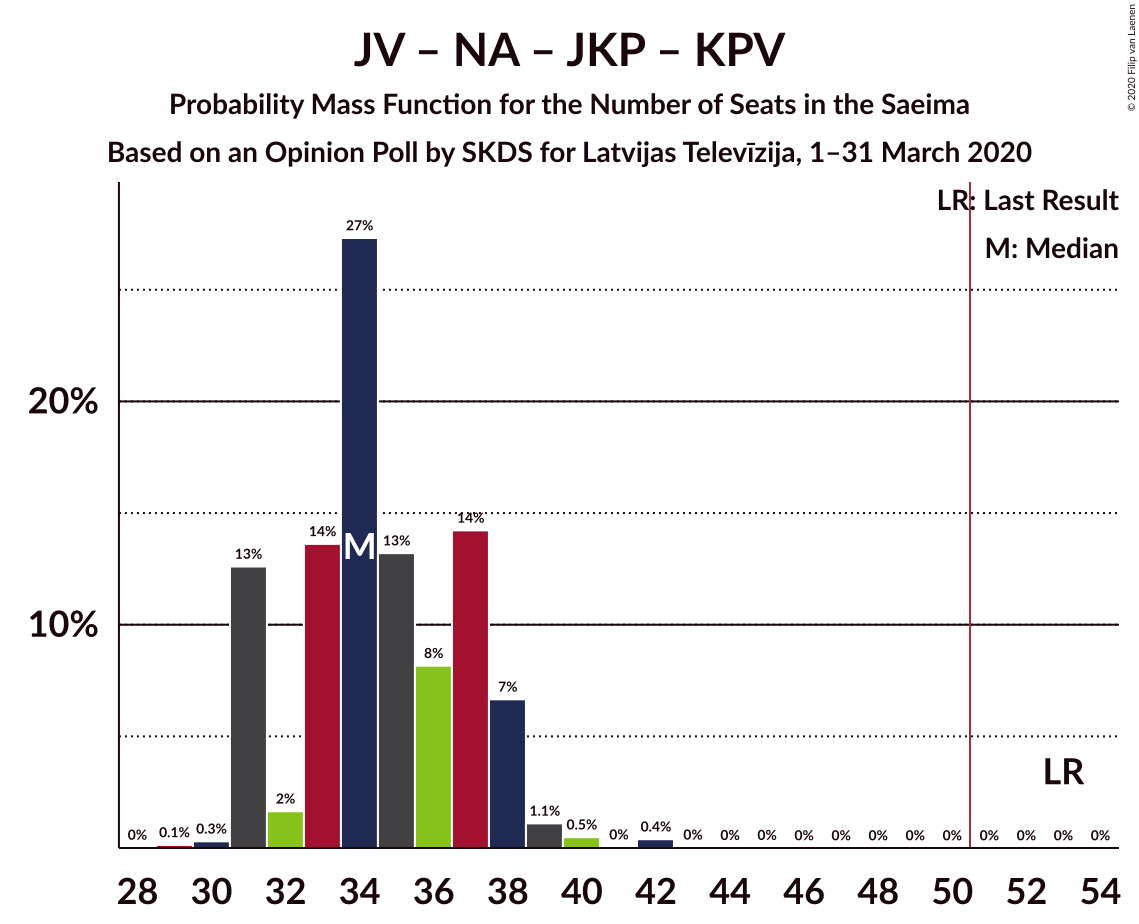 JV – NA – JKP – KPV
Probability Mass Function for the Number of Seats in the Saeima
Based on an Opinion Poll by SKDS for Latvijas Televīzija, 1–31 March 2020
© 2020 Filip van Laenen
LR: Last Result
M: Median
20%
10%
0% 0.1% 0.3% 13% 2% 14% 27% 13% 8% 14% 7% 1.1% 0.5% 0% 0.4% 0% 0% 0% 0% 0% 0% 0% 0% 0% 0% 0% 0%
M
LR
28 30 32 34 36 38 40 42 44 46 48 50 52 54